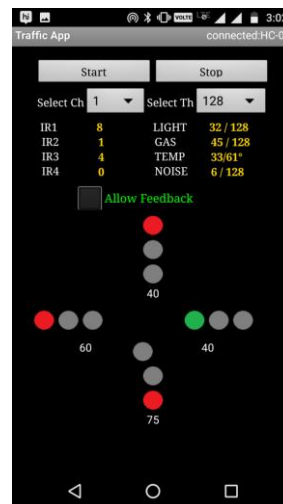 3:0
Traffic App connected:HC-0
Start Stop
Select Ch 1 Select Th 128
IR1 8 LIGHT 32 / 128
IR2 1 GAS 45 / 128
IR3 4 TEMP 33/61°
IR4 0 NOISE 6 / 128
Allow Feedback
40
60 40
75